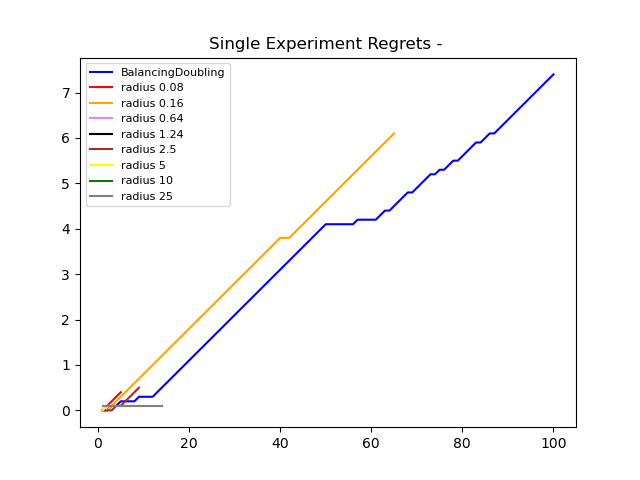 Single Experiment Regrets -
BalancingDoubling
radius 0.08
radius 0.16
radius 0.64
radius 1.24
radius 2.5
radius 5
radius 10
radius 25
7
6
5
4
3
2
1
0
0 20 40 60 80 100